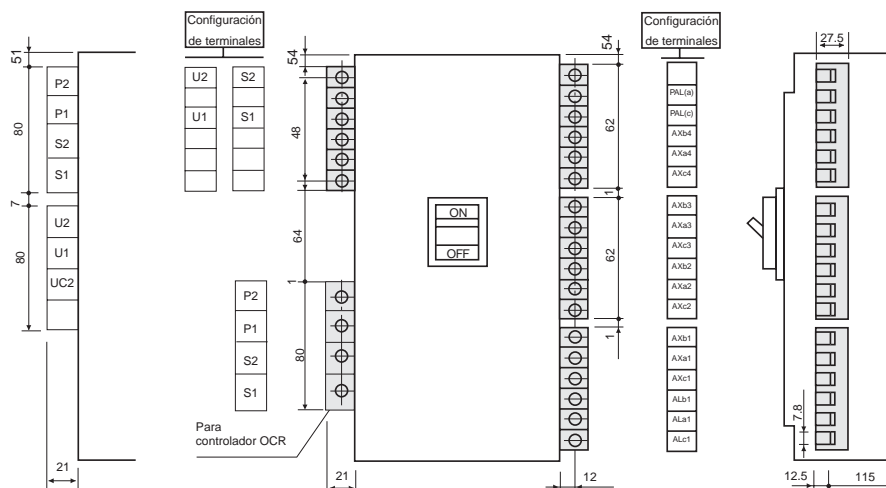 51
P2
P1
S2
S1
80
7
U2
U1
UC2
80
21
Configuración
de terminales
U2
U1
S2
S1
P2
P1
S2
S1
Para
controlador OCR
54
48
64
1
80
21
ON
OFF
54
62
1
62
1
12
Configuración
de terminales
PAL(a)
PAL(c)
AXb4
AXa4
AXc4
AXb3
AXa3
AXc3
AXb2
AXa2
AXc2
AXb1
AXa1
AXc1
ALb1
ALa1
ALc1
27.5
7.8
12.5
115